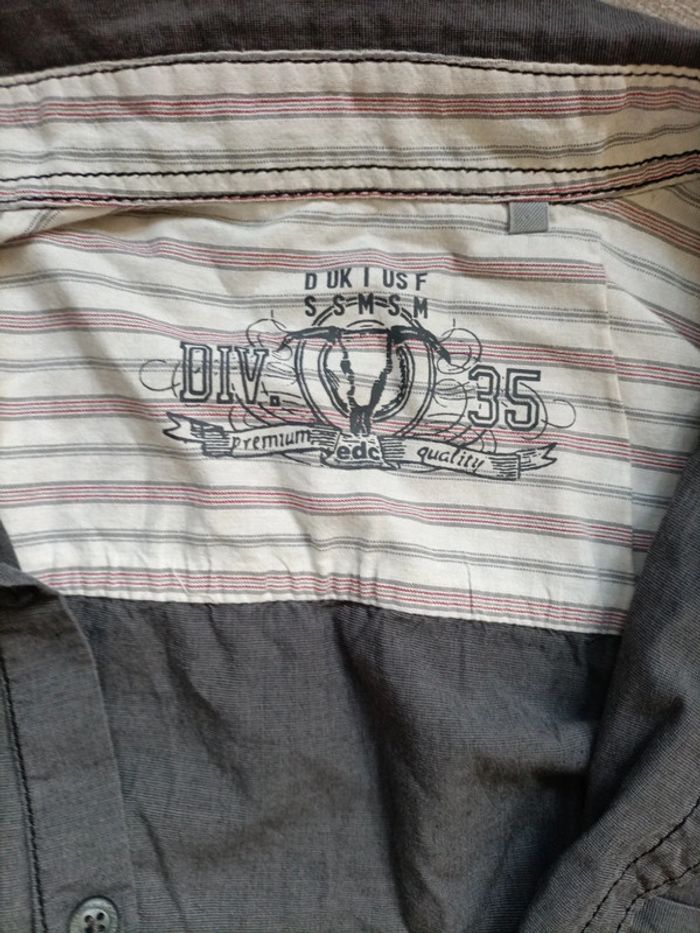 D UK I US F
S S M S M
DIV. 35
Premium edc quality